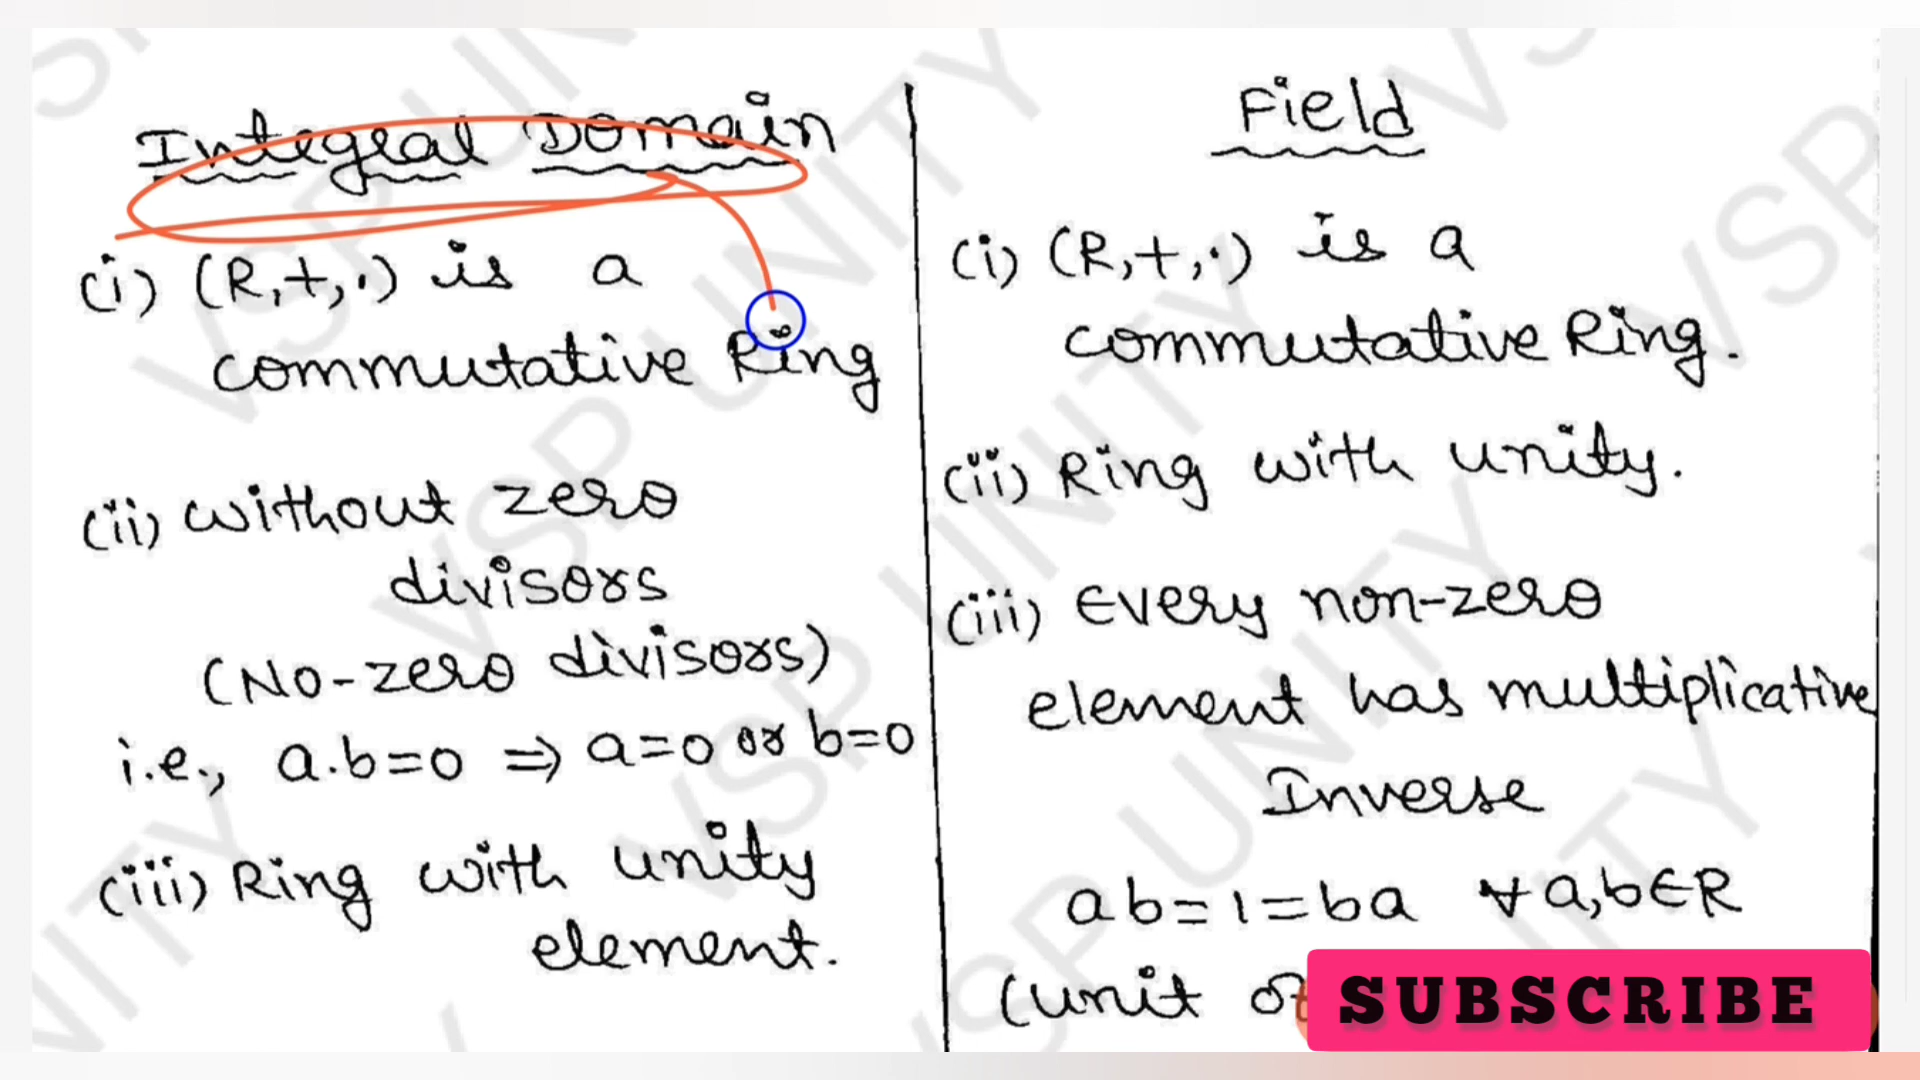 Integral Domain
(i) (R,+,·) is a
commutative Ring
(ii) without zero
divisors
(No-zero divisors)
i.e., a.b=0 ⇒ a=0 or b=0
(iii) Ring with unity
element.
Field
(i) (R,+,·) is a
commutative Ring.
(ii) Ring with unity.
(iii) Every non-zero
element has multiplicative
Inverse
ab=1=ba ∀ a,b∈R
(unit
SUBSCRIBE
VSP UNITY